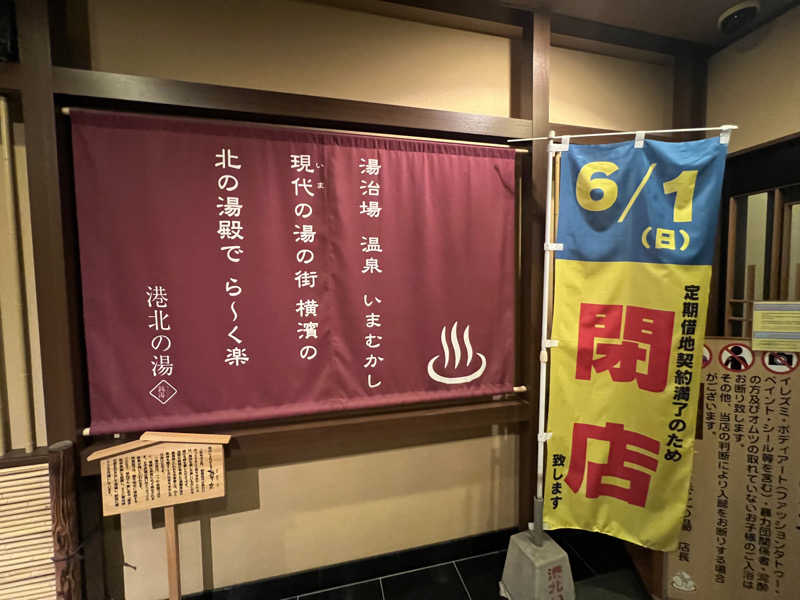 湯治場 温泉 いまむかし
いま
現代の湯の街 横濱の
北の湯殿で ら〜く楽
港北の湯
6/1
(日)
定期借地契約満了のため
閉店
致します
イレズミ・ボディアート(ファッションタトゥー・
ペイント・シール等を含む)・暴力団関係者・泥酔
の方及びオムツの取れていないお子様のご入浴
お断り致します。
その他、当店の判断により入館をお断りする場合
がございます。
店長
港北の